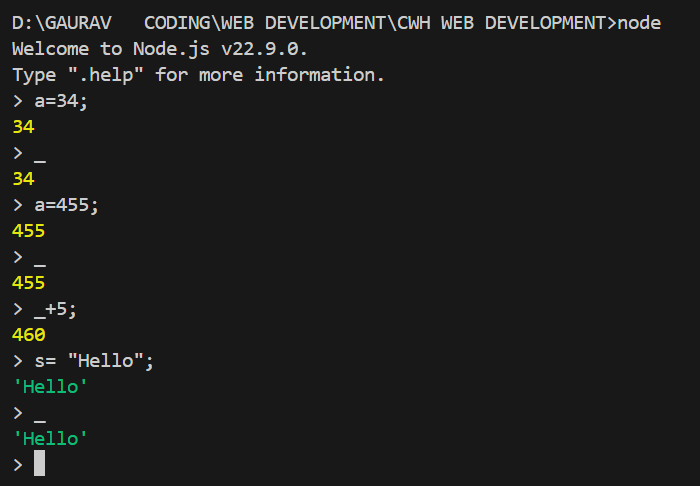 D:\GAURAV   CODING\WEB DEVELOPMENT\CWH WEB DEVELOPMENT>node
Welcome to Node.js v22.9.0.
Type ".help" for more information.
> a=34;
34
> _
34
> a=455;
455
> _
455
> _+5;
460
> s= "Hello";
'Hello'
> _
'Hello'
>